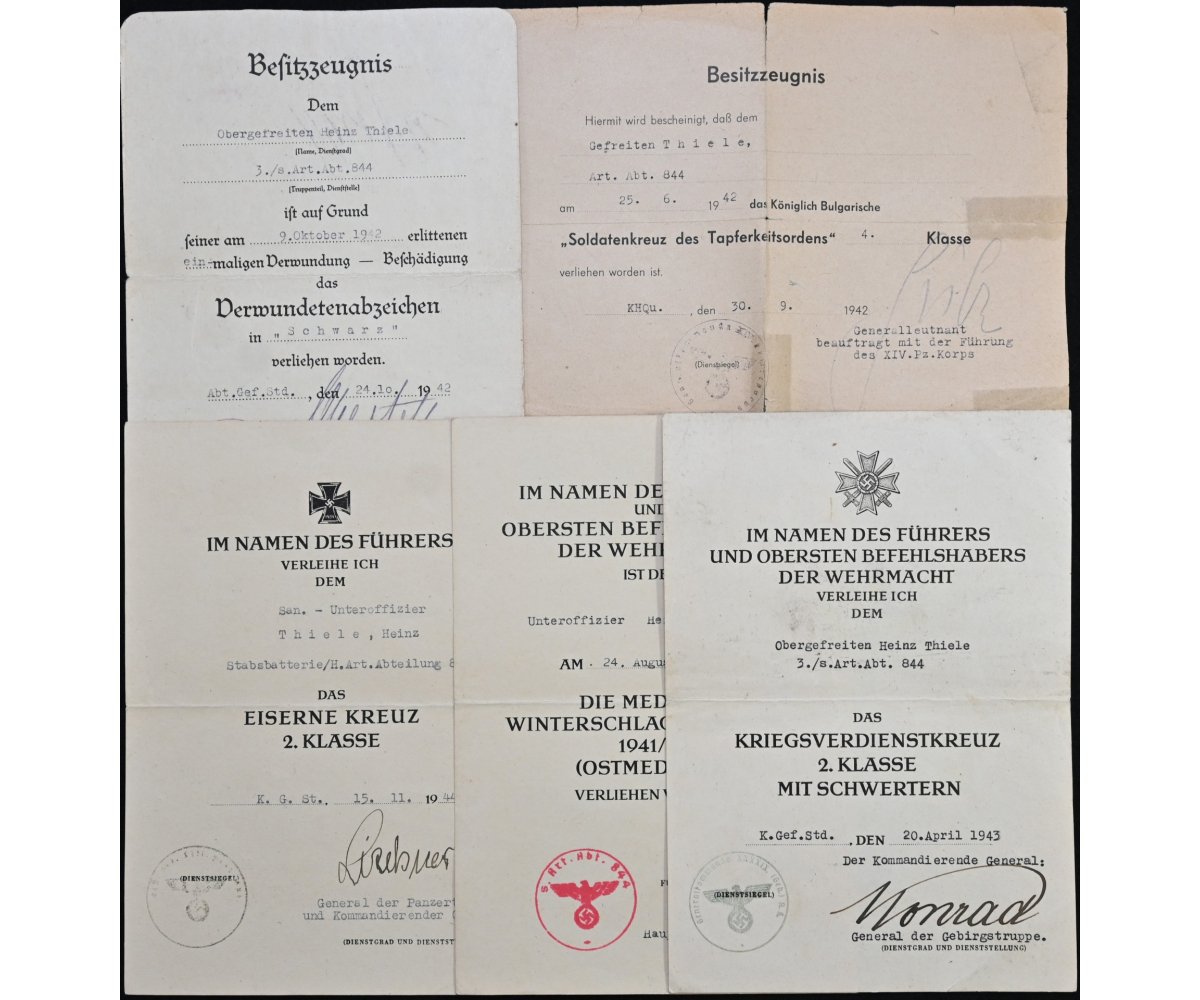 Besitzzeugnis
Dem
Obergefreiten Heinz Thiele
(Name, Dienstgrad)
3./s.Art.Abt.844
(Truppenteil, Dienststelle)
ist auf Grund
seiner am 9.Oktober 1942 erlittenen
ein-maligen Verwundung — Beschädigung
das
Verwundetenabzeichen
in „Schwarz"
verliehen worden.
Abt.Gef.Std., den 24.10. 1942
Besitzzeugnis
Hiermit wird bescheinigt, daß dem
Gefreiten Thiele,
Art. Abt. 844
am 25. 6. 1942 das Königlich Bulgarische
„Soldatenkreuz des Tapferkeitsordens" 4. Klasse
verliehen worden ist.
KHQu. , den 30. 9. 1942
(Dienstsiegel)
Generalleutnant
beauftragt mit der Führung
des XIV.Pz.Korps
IM NAMEN DES FÜHRERS
VERLEIHE ICH
DEM
San. - Unteroffizier
Thiele, Heinz
Stabsbatterie/H.Art.Abteilung 8
DAS
EISERNE KREUZ
2. KLASSE
K. G. St. 15. 11. 1944
(DIENSTSIEGEL)
General der Panzert
und Kommandierender
(DIENSTGRAD UND DIENSTST
IM NAMEN DE
UND
OBERSTEN BEF
DER WEH
IST DE
Unteroffizier He
AM 24. Augu
DIE MED
WINTERSCHLAC
1941/
(OSTMED
VERLIEHEN
s. Art. Abt. 844
Hau
IM NAMEN DES FÜHRERS
UND OBERSTEN BEFEHLSHABERS
DER WEHRMACHT
VERLEIHE ICH
DEM
Obergefreiten Heinz Thiele
3./s.Art.Abt. 844
DAS
KRIEGSVERDIENSTKREUZ
2. KLASSE
MIT SCHWERTERN
K.Gef.Std. , DEN 20.April 1943
Der Kommandierende General:
(DIENSTSIEGEL)
Konrad
General der Gebirgstruppe.
(DIENSTGRAD UND DIENSTSTELLUNG)